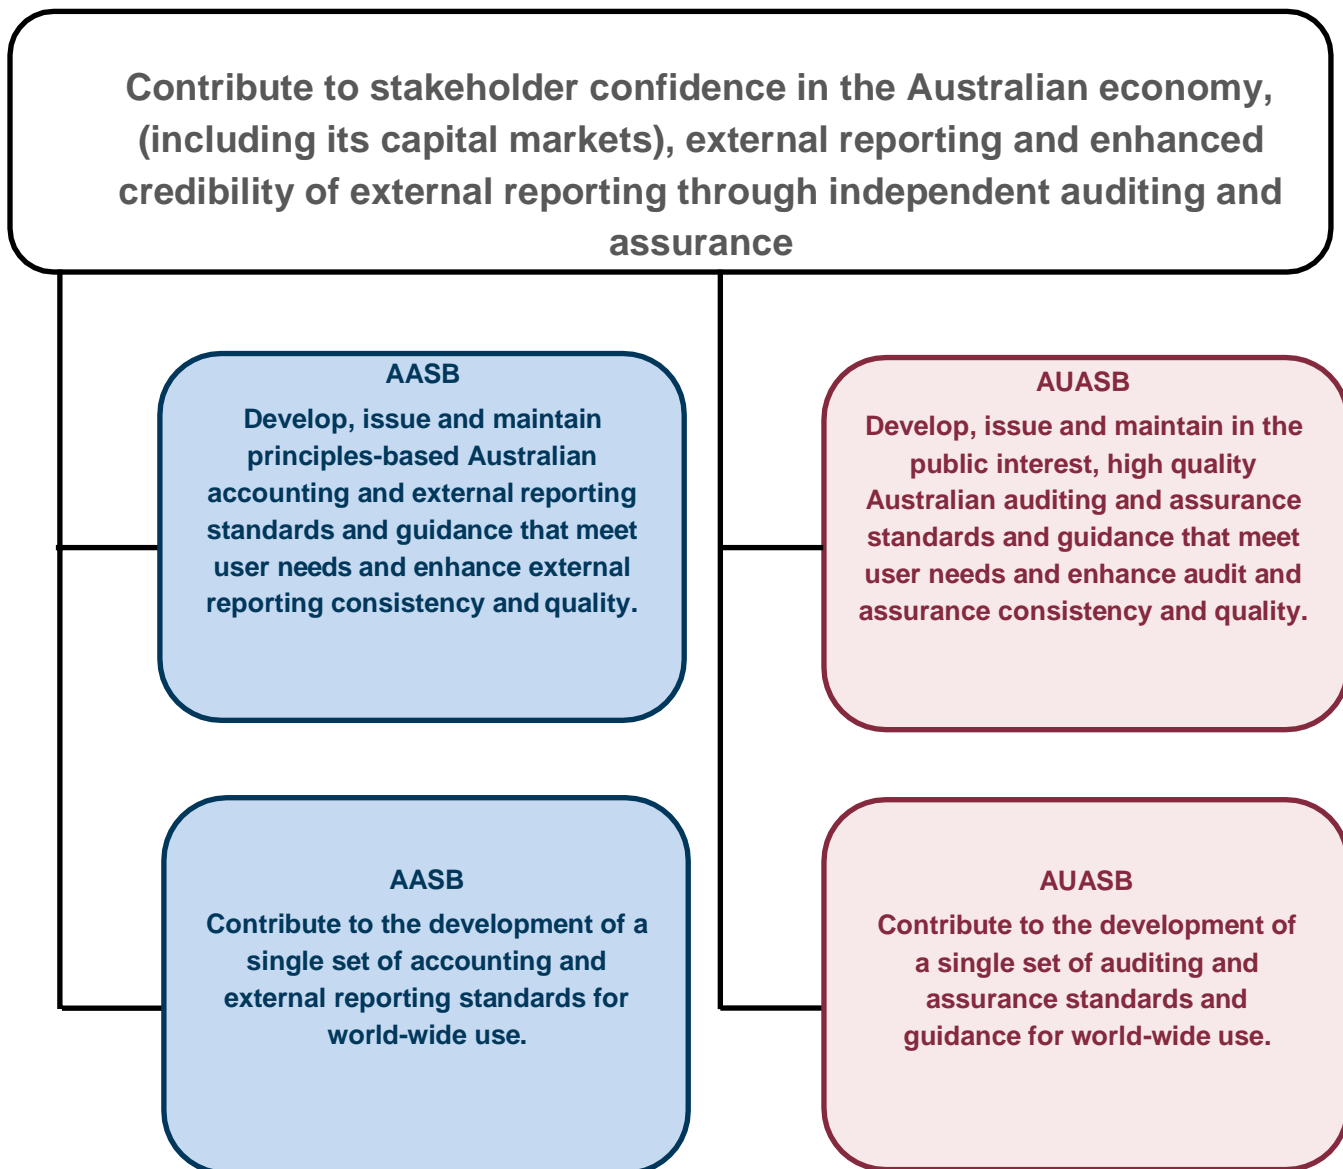 Contribute to stakeholder confidence in the Australian economy,
(including its capital markets), external reporting and enhanced
credibility of external reporting through independent auditing and
assurance
AASB
Develop, issue and maintain
principles-based Australian
accounting and external reporting
standards and guidance that meet
user needs and enhance external
reporting consistency and quality.
AUASB
Develop, issue and maintain in the
public interest, high quality
Australian auditing and assurance
standards and guidance that meet
user needs and enhance audit and
assurance consistency and quality.
AASB
Contribute to the development of a
single set of accounting and
external reporting standards for
world-wide use.
AUASB
Contribute to the development of
a single set of auditing and
assurance standards and
guidance for world-wide use.